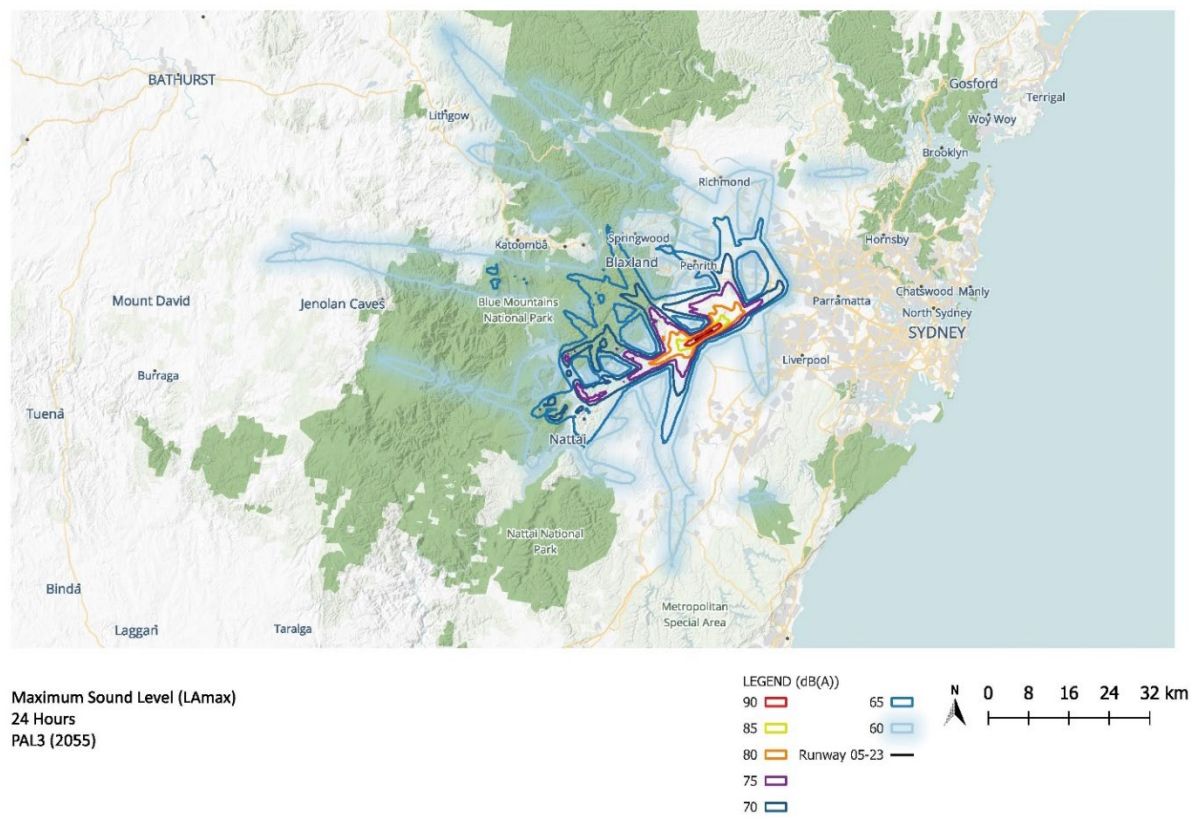 BATHURST
Gosford
Terrigal
Lithgow
Woy Woy
Brooklyn
Richmond
Hornsby
Katoomba
Springwood
Blaxland
Penrith
Mount David
Jenolan Caves
Blue Mountains
National Park
Parramatta
Chatswood
Manly
North Sydney
SYDNEY
Burraga
Liverpool
Tuena
Nattai
Nattai National
Park
Binda
Metropolitan
Special Area
Laggan
Taralga
Maximum Sound Level (LAmax)
24 Hours
PAL3 (2055)
LEGEND (dB(A))
90
65
85
60
80
Runway 05-23
75
70
N
0 8 16 24 32 km